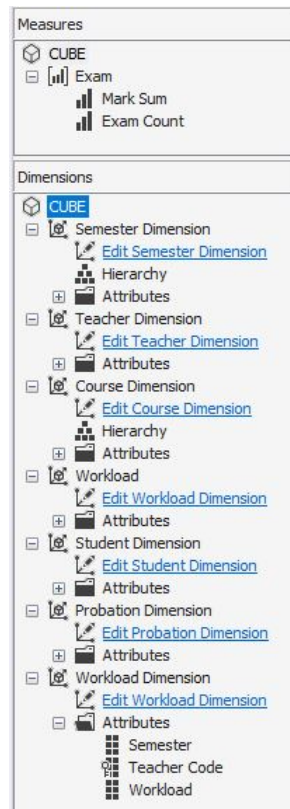 Measures
CUBE
Exam
Mark Sum
Exam Count
Dimensions
CUBE
Semester Dimension
Edit Semester Dimension
Hierarchy
Attributes
Teacher Dimension
Edit Teacher Dimension
Attributes
Course Dimension
Edit Course Dimension
Hierarchy
Attributes
Workload
Edit Workload Dimension
Attributes
Student Dimension
Edit Student Dimension
Attributes
Probation Dimension
Edit Probation Dimension
Attributes
Workload Dimension
Edit Workload Dimension
Attributes
Semester
Teacher Code
Workload